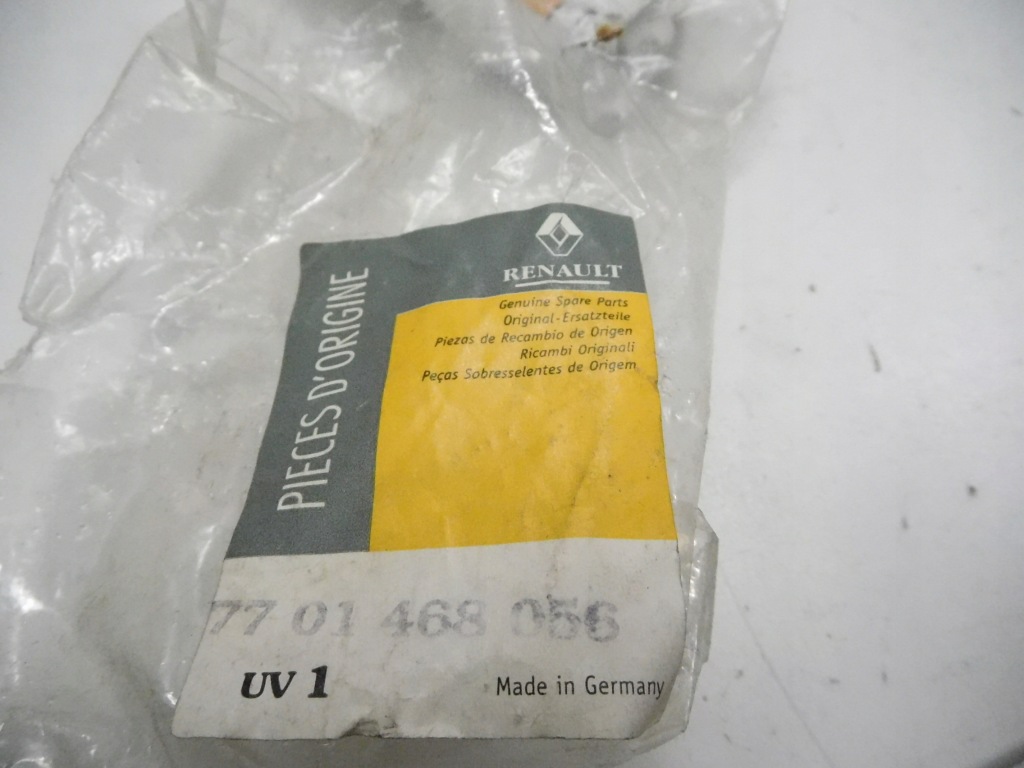 RENAULT
PIECES D'ORIGINE
Genuine Spare Parts
Original-Ersatzteile
Piezas de Recambio de Origen
Ricambi Originali
Peças Sobresselentes de Origem
77 01 468 056
UV 1
Made in Germany